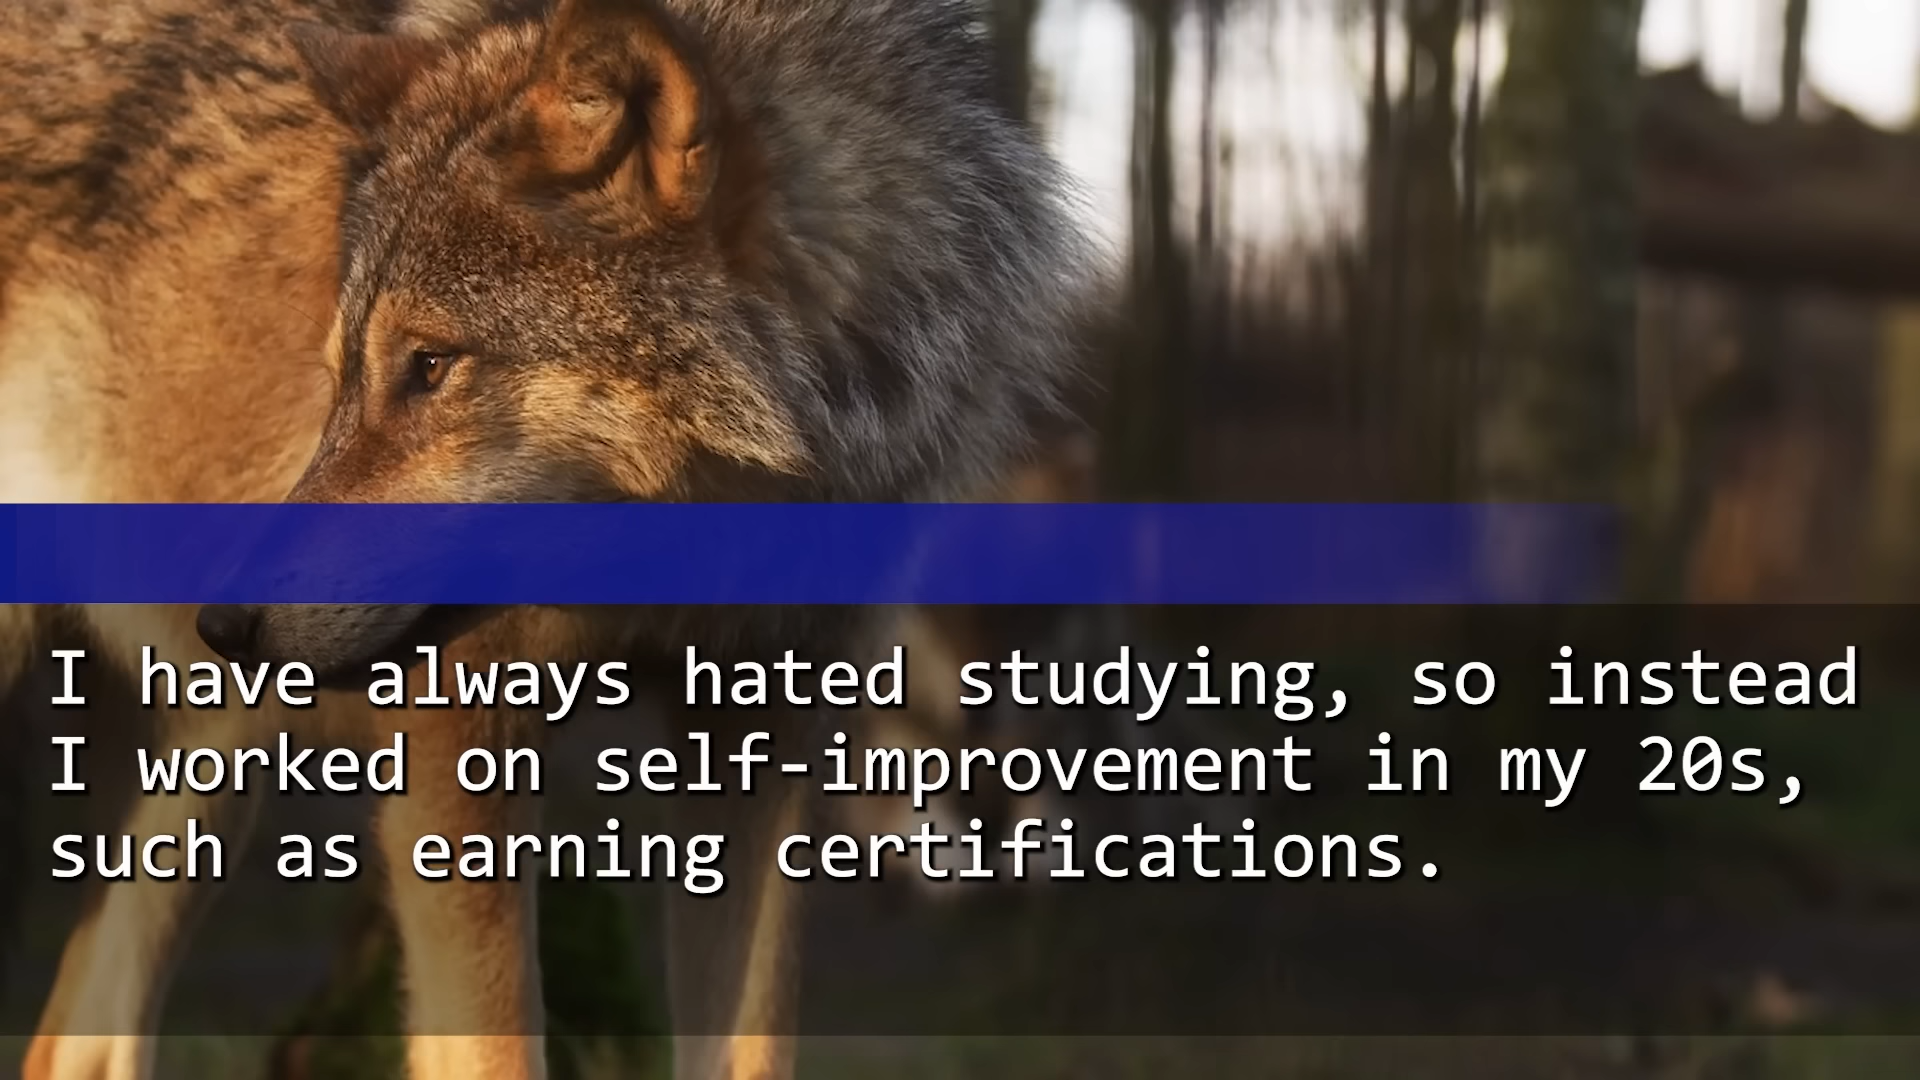 I have always hated studying, so instead
I worked on self-improvement in my 20s,
such as earning certifications.